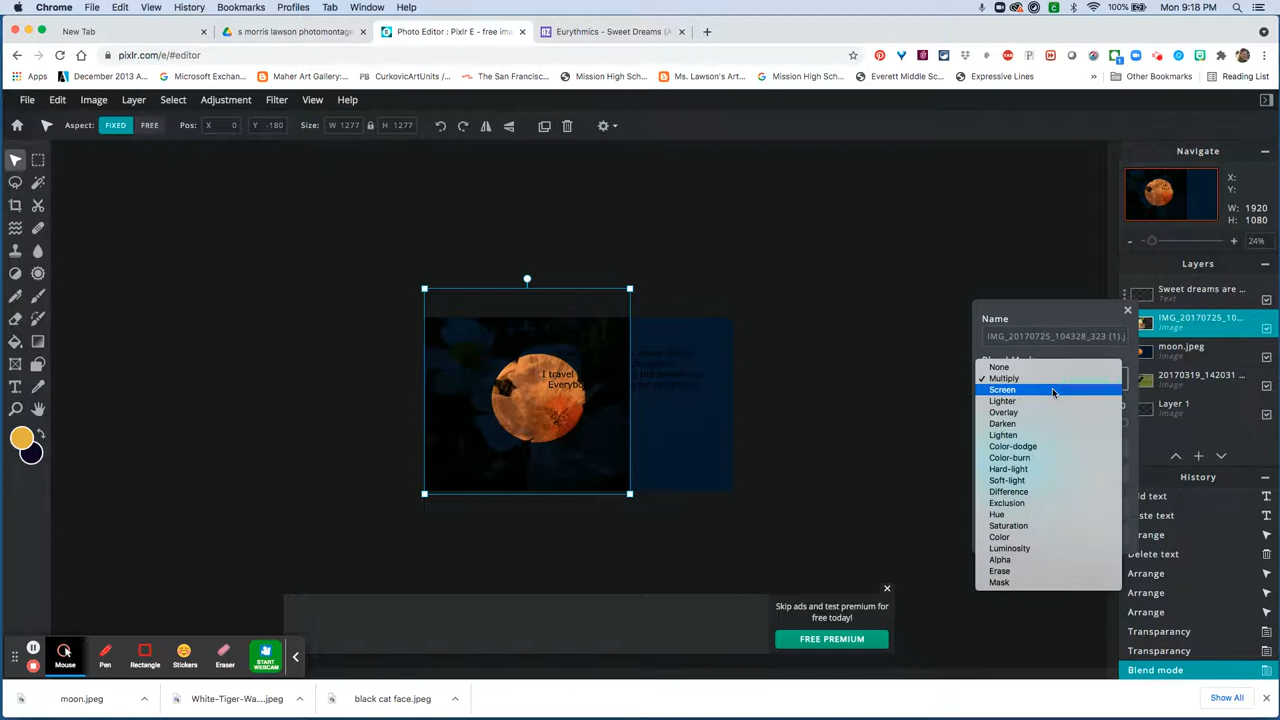 Chrome File Edit View History Bookmarks Profiles Tab Window Help 100% Mon 9:18 PM
New Tab s morris lawson photomontage Photo Editor : Pixlr E - free ima Eurythmics - Sweet Dreams (A
pixlr.com/e/#editor
Apps December 2013 A... Microsoft Exchan... Maher Art Gallery:... CurkovicArtUnits /... The San Francisc... Mission High Sch... Ms. Lawson's Art... Mission High Sch... Everett Middle Sc... Expressive Lines » Other Bookmarks Reading List
File Edit Image Layer Select Adjustment Filter View Help
Aspect: FIXED FREE Pos: X 0 Y -180 Size: W 1277 H 1277
Navigate
X:
Y:
W: 1920
H: 1080
24%
Layers
Sweet dreams are ...
Text
IMG_20170725_10...
Image
moon.jpeg
Image
20170319_142031 ...
Image
Layer 1
Image
Name
IMG_20170725_104328_323 (1).j
None
Multiply
Screen
Lighter
Overlay
Darken
Lighten
Color-dodge
Color-burn
Hard-light
Soft-light
Difference
Exclusion
Hue
Saturation
Color
Luminosity
Alpha
Erase
Mask
I travel
Everybo
History
dd text
ste text
range
Delete text
Arrange
Arrange
Arrange
Transparency
Transparency
Blend mode
Skip ads and test premium for
free today!
FREE PREMIUM
Mouse Pen Rectangle Stickers Eraser START WEBCAM
moon.jpeg White-Tiger-Wa....jpeg black cat face.jpeg Show All